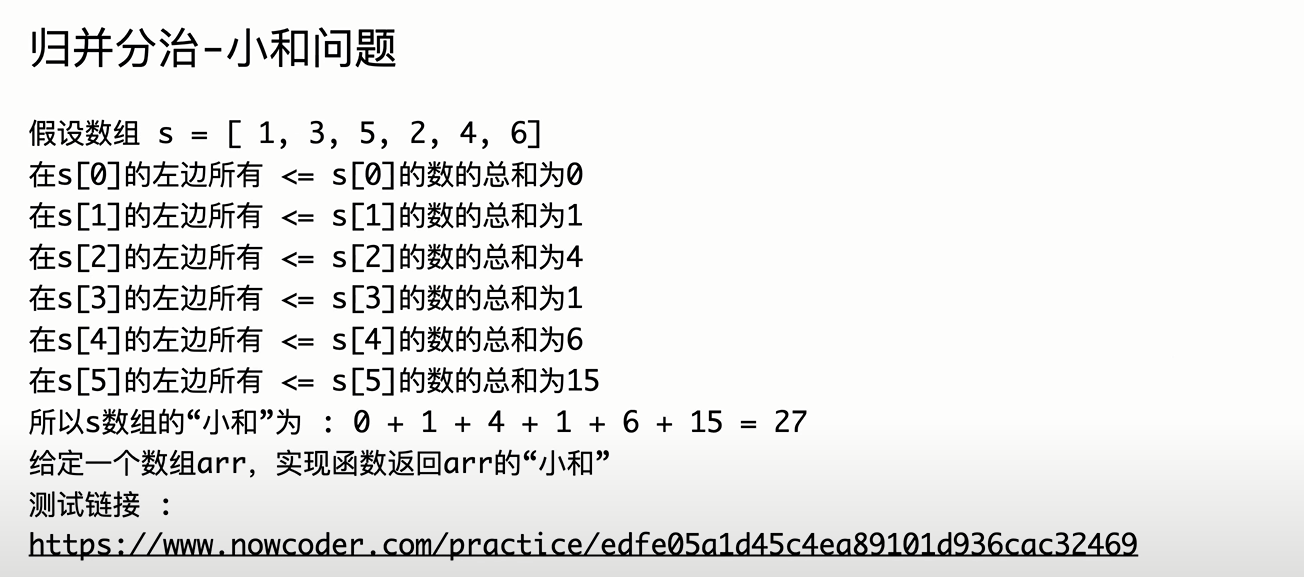 归并分治-小和问题
假设数组 s = [ 1, 3, 5, 2, 4, 6]
在s[0]的左边所有 <= s[0]的数的总和为0
在s[1]的左边所有 <= s[1]的数的总和为1
在s[2]的左边所有 <= s[2]的数的总和为4
在s[3]的左边所有 <= s[3]的数的总和为1
在s[4]的左边所有 <= s[4]的数的总和为6
在s[5]的左边所有 <= s[5]的数的总和为15
所以s数组的“小和”为 : 0 + 1 + 4 + 1 + 6 + 15 = 27
给定一个数组arr，实现函数返回arr的“小和”
测试链接 :
https://www.nowcoder.com/practice/edfe05a1d45c4ea89101d936cac32469